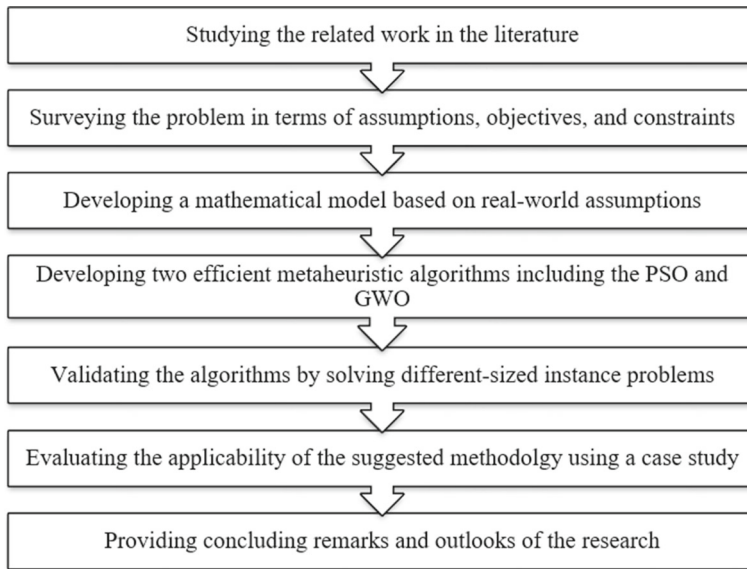 Studying the related work in the literature
Surveying the problem in terms of assumptions, objectives, and constraints
Developing a mathematical model based on real-world assumptions
Developing two efficient metaheuristic algorithms including the PSO and
GWO
Validating the algorithms by solving different-sized instance problems
Evaluating the applicability of the suggested methodolgy using a case study
Providing concluding remarks and outlooks of the research